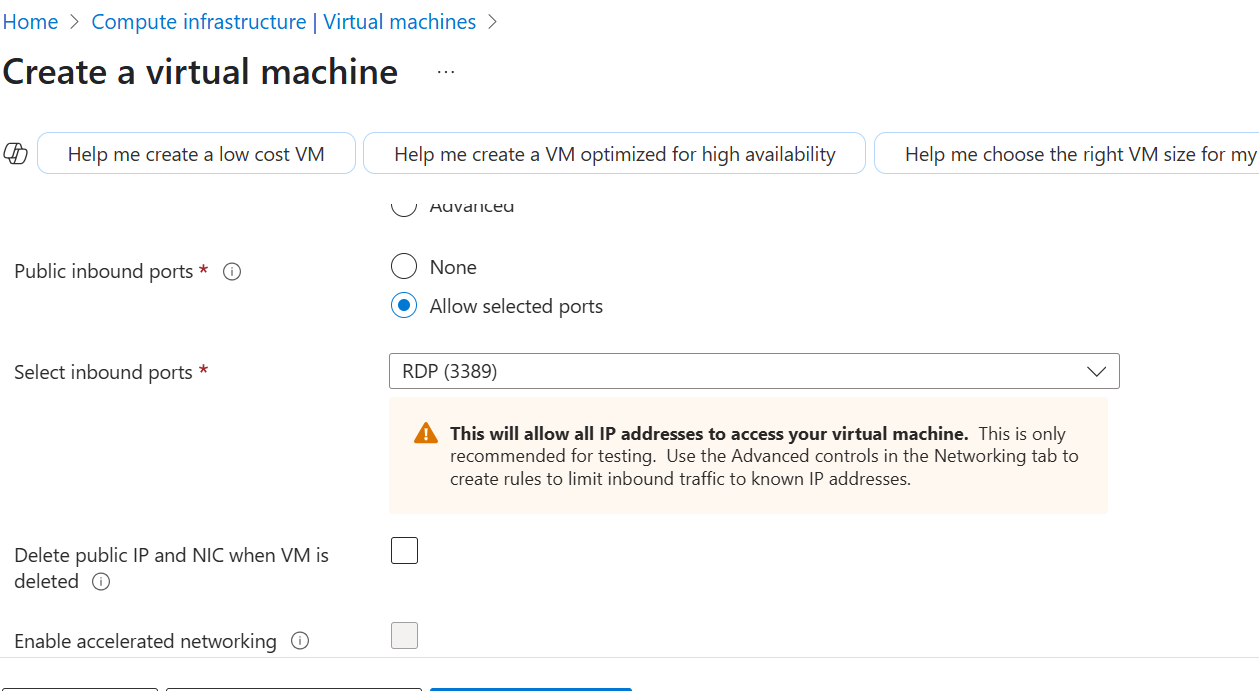 Home > Compute infrastructure | Virtual machines >
Create a virtual machine ...
Help me create a low cost VM
Help me create a VM optimized for high availability
Help me choose the right VM size for my
Advanced
Public inbound ports *
None
Allow selected ports
Select inbound ports *
RDP (3389)
This will allow all IP addresses to access your virtual machine. This is only
recommended for testing. Use the Advanced controls in the Networking tab to
create rules to limit inbound traffic to known IP addresses.
Delete public IP and NIC when VM is
deleted
Enable accelerated networking